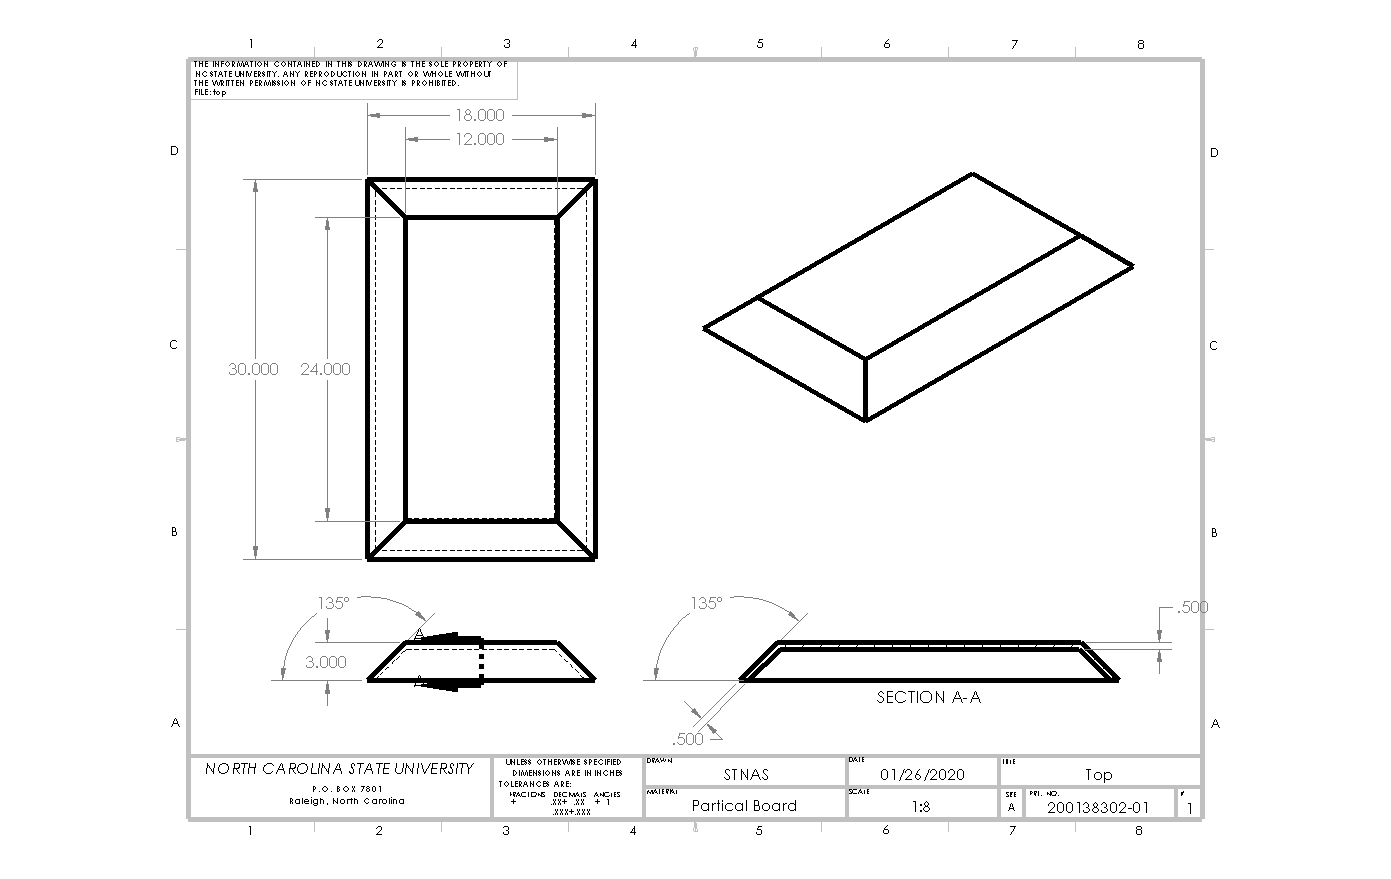 1 2 3 4 5 6 7 8
THE INFORMATION CONTAINED IN THIS DRAWING IS THE SOLE PROPERTY OF
NC STATE UNIVERSITY. ANY REPRODUCTION IN PART OR WHOLE WITHOUT
THE WRITTEN PERMISSION OF NC STATE UNIVERSITY IS PROHIBITED.
FILE: top
18.000
12.000
D D
30.000 24.000
C C
B B
135°
3.000
A
A
135°
.500
.500
SECTION A-A
A A
NORTH CAROLINA STATE UNIVERSITY
P.O. BOX 7801
Raleigh, North Carolina
UNLESS OTHERWISE SPECIFIED
DIMENSIONS ARE IN INCHES
TOLERANCES ARE:
FRACTIONS DECIMALS ANGLES
+ .XX+ .XX + 1
.XXX+.XXX
DRAWN
STNAS
DATE
01/26/2020
TITLE
Top
MATERIAL
Partical Board
SCALE
1:8
SIZE
A
PRT. NO.
200138302-01
#
1
1 2 3 4 5 6 7 8